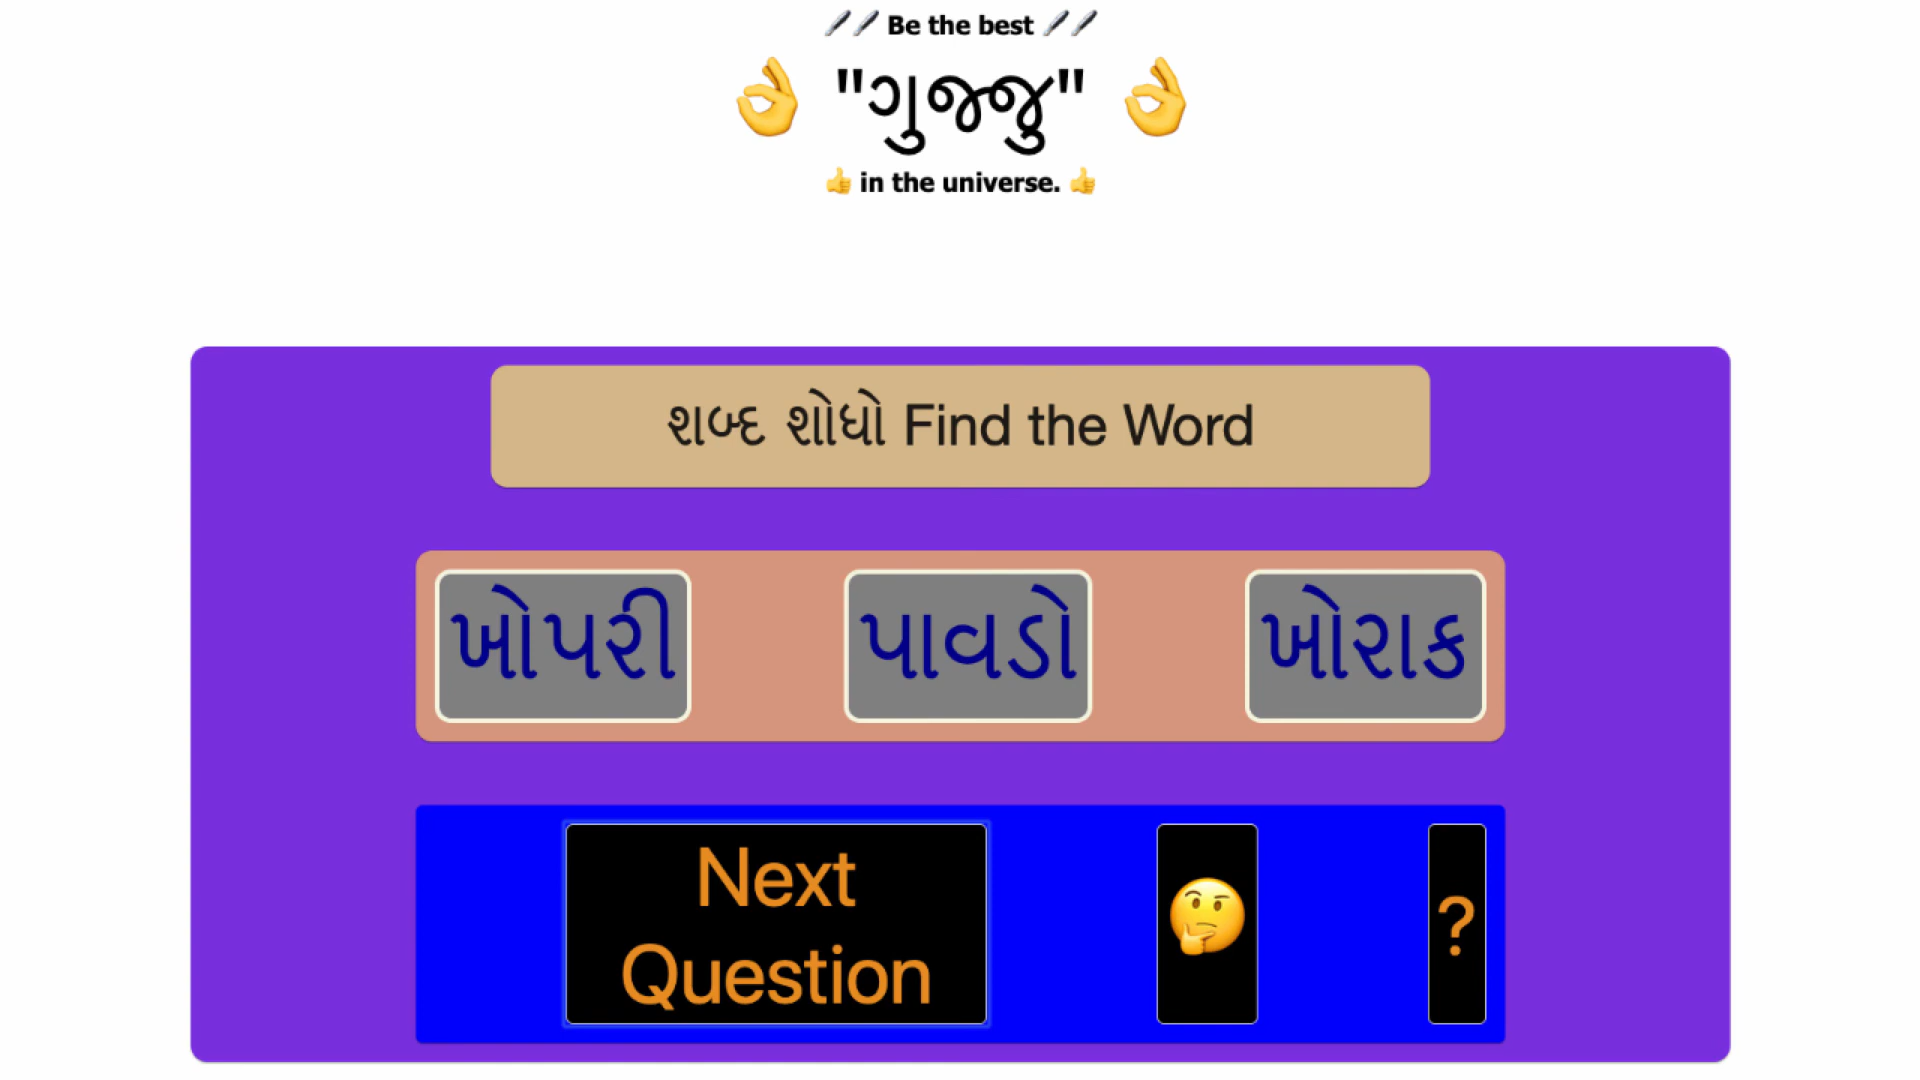 Be the best
"ગુજ્જુ"
in the universe.
શબ્દ શોધો Find the Word
ખોપરી પાવડો ખોરાક
Next
Question
?